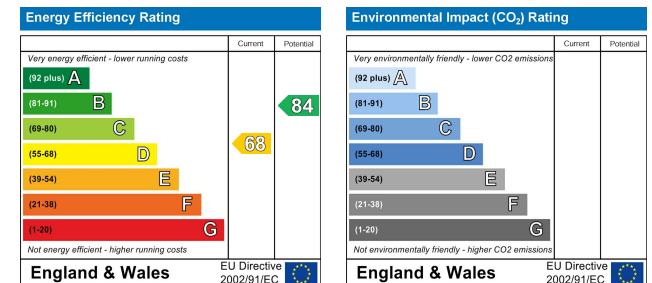 Energy Efficiency Rating
Current Potential
Very energy efficient - lower running costs
(92 plus) A
(81-91) B
84
(69-80) C
68
(55-68) D
(39-54) E
(21-38) F
(1-20) G
Not energy efficient - higher running costs
England & Wales
EU Directive
2002/91/EC
Environmental Impact (CO₂) Rating
Current Potential
Very environmentally friendly - lower CO2 emissions
(92 plus) A
(81-91) B
(69-80) C
(55-68) D
(39-54) E
(21-38) F
(1-20) G
Not environmentally friendly - higher CO2 emissions
England & Wales
EU Directive
2002/91/EC